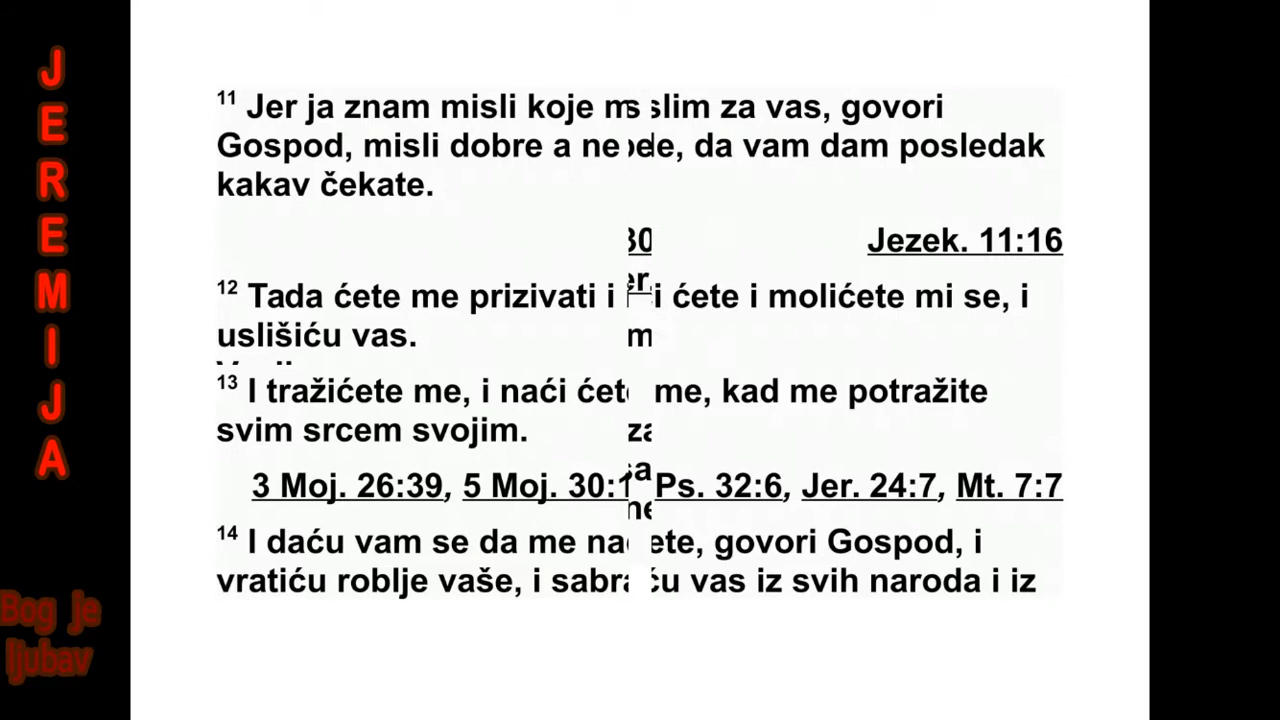 JEREMIJA
11 Jer ja znam misli koje slim za vas, govori
Gospod, misli dobre a ne da vam dam posledak
kakav čekate.
Jezek. 11:16
12 Tada ćete me prizivati i ći ćete i molićete mi se, i
uslišiću vas.
13 I tražićete me, i naći ćete me, kad me potražite
svim srcem svojim.
3 Moj. 26:39, 5 Moj. 30:1 Ps. 32:6, Jer. 24:7, Mt. 7:7
14 I daću vam se da me govori Gospod, i
vratiću roblje vaše, i sabraću vas iz svih naroda i iz
Bog je
ljubav